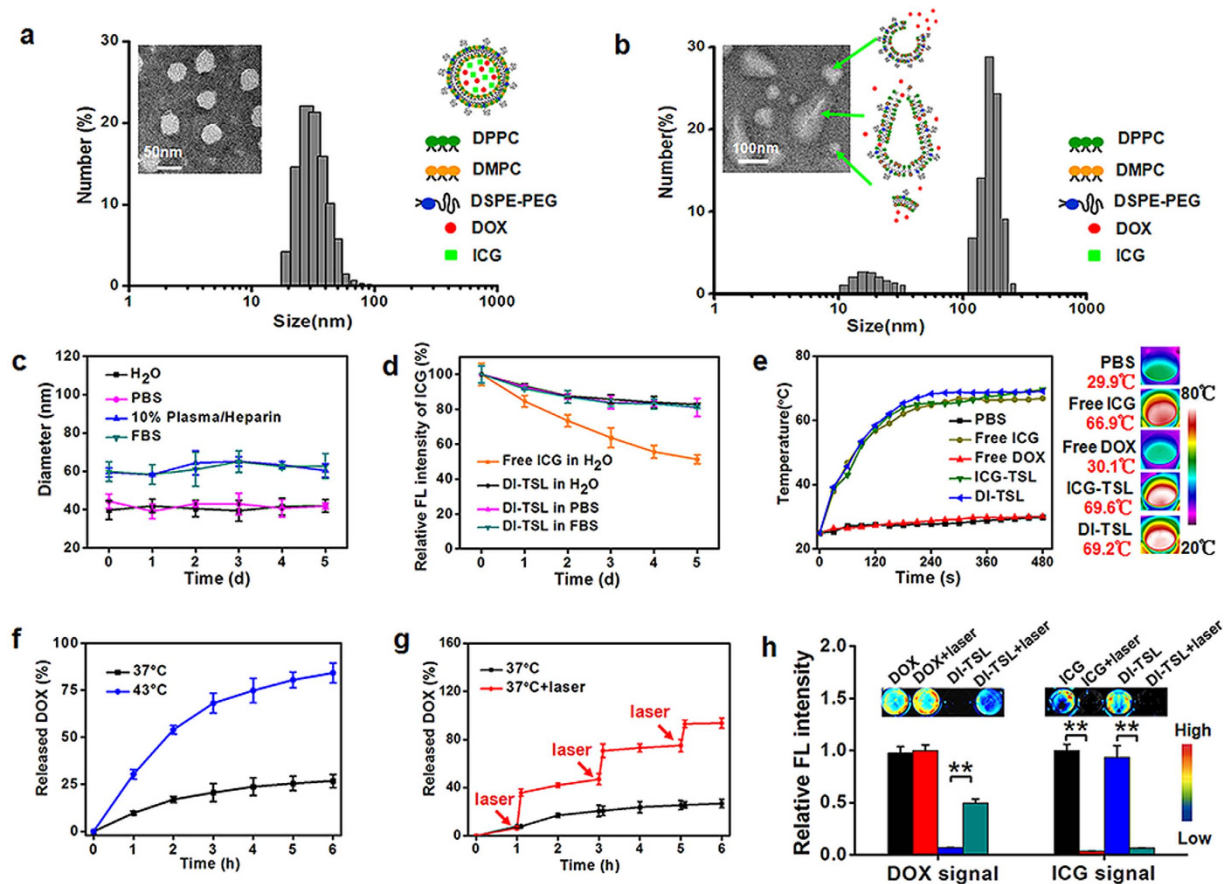 a
30
20
10
0
Number (%)
50nm
DPPC
DMPC
DSPE-PEG
DOX
ICG
1
10
100
1000
Size(nm)
b
30
20
10
0
Number(%)
100nm
DPPC
DMPC
DSPE-PEG
DOX
ICG
1
10
100
1000
Size(nm)
c
120
100
80
60
40
20
Diameter (nm)
H2O
PBS
10% Plasma/Heparin
FBS
0 1 2 3 4 5
Time (d)
d
100
80
60
40
20
0
Relative FL intensity of ICG (%)
Free ICG in H2O
DI-TSL in H2O
DI-TSL in PBS
DI-TSL in FBS
0 1 2 3 4 5
Time (d)
e
80
60
40
20
Temperature(°C)
PBS
Free ICG
Free DOX
ICG-TSL
DI-TSL
0 120 240 360 480
Time (s)
PBS
29.9℃
Free ICG
66.9℃
Free DOX
30.1℃
ICG-TSL
69.6℃
DI-TSL
69.2℃
80℃
20℃
f
100
75
50
25
0
Released DOX (%)
37°C
43°C
0 1 2 3 4 5 6
Time (h)
g
160
120
80
40
0
Released DOX (%)
37°C
37°C+laser
laser
laser
laser
0 1 2 3 4 5 6
Time (h)
h
2.0
1.5
1.0
0.5
0.0
Relative FL intensity
DOX
DOX+laser
DI-TSL
DI-TSL+laser
ICG
ICG+laser
DI-TSL
DI-TSL+laser
**
**
**
High
Low
DOX signal
ICG signal